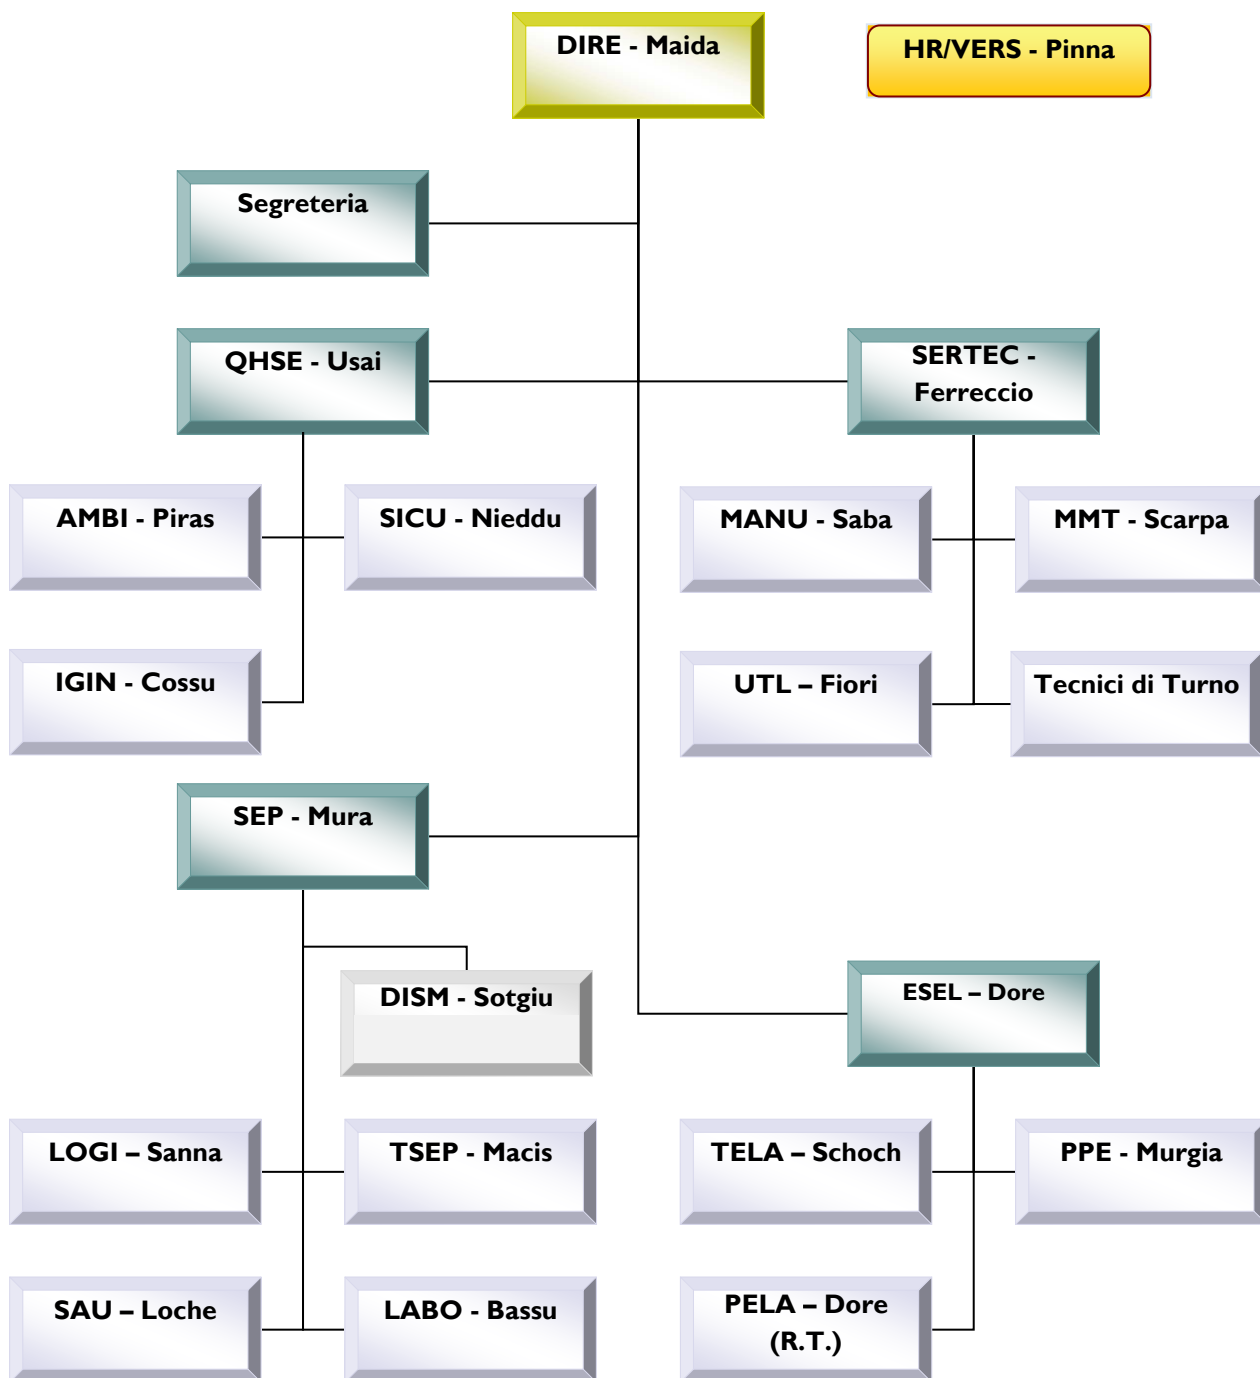 DIRE - Maida
HR/VERS - Pinna
Segreteria
QHSE - Usai
SERTEC -
Ferreccio
AMBI - Piras
SICU - Nieddu
MANU - Saba
MMT - Scarpa
IGIN - Cossu
UTL – Fiori
Tecnici di Turno
SEP - Mura
DISM - Sotgiu
ESEL – Dore
LOGI – Sanna
TSEP - Macis
TELA – Schoch
PPE - Murgia
SAU – Loche
LABO - Bassu
PELA – Dore
(R.T.)